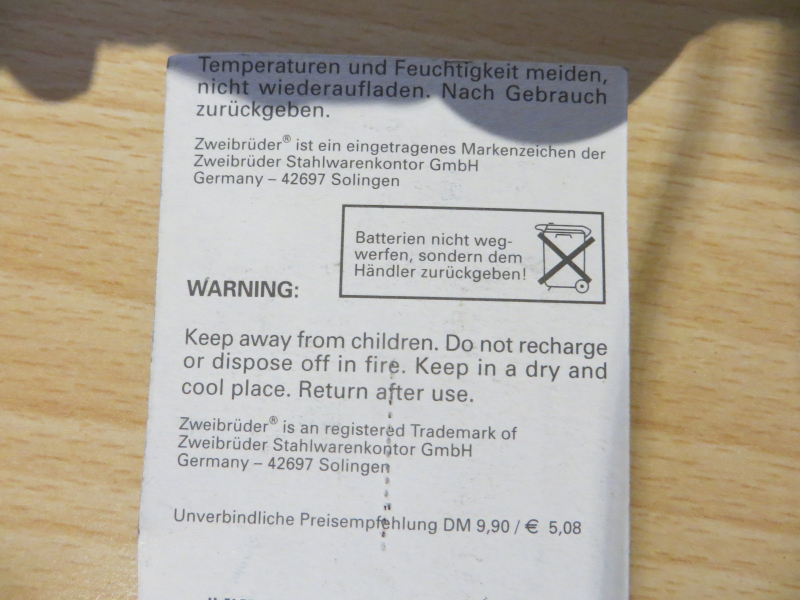 Temperaturen und Feuchtigkeit meiden,
nicht wiederaufladen. Nach Gebrauch
zurückgeben.
Zweibrüder® ist ein eingetragenes Markenzeichen der
Zweibrüder Stahlwarenkontor GmbH
Germany – 42697 Solingen
Batterien nicht weg-
werfen, sondern dem
Händler zurückgeben!
WARNING:
Keep away from children. Do not recharge
or dispose off in fire. Keep in a dry and
cool place. Return after use.
Zweibrüder® is an registered Trademark of
Zweibrüder Stahlwarenkontor GmbH
Germany – 42697 Solingen
Unverbindliche Preisempfehlung DM 9,90 / € 5,08